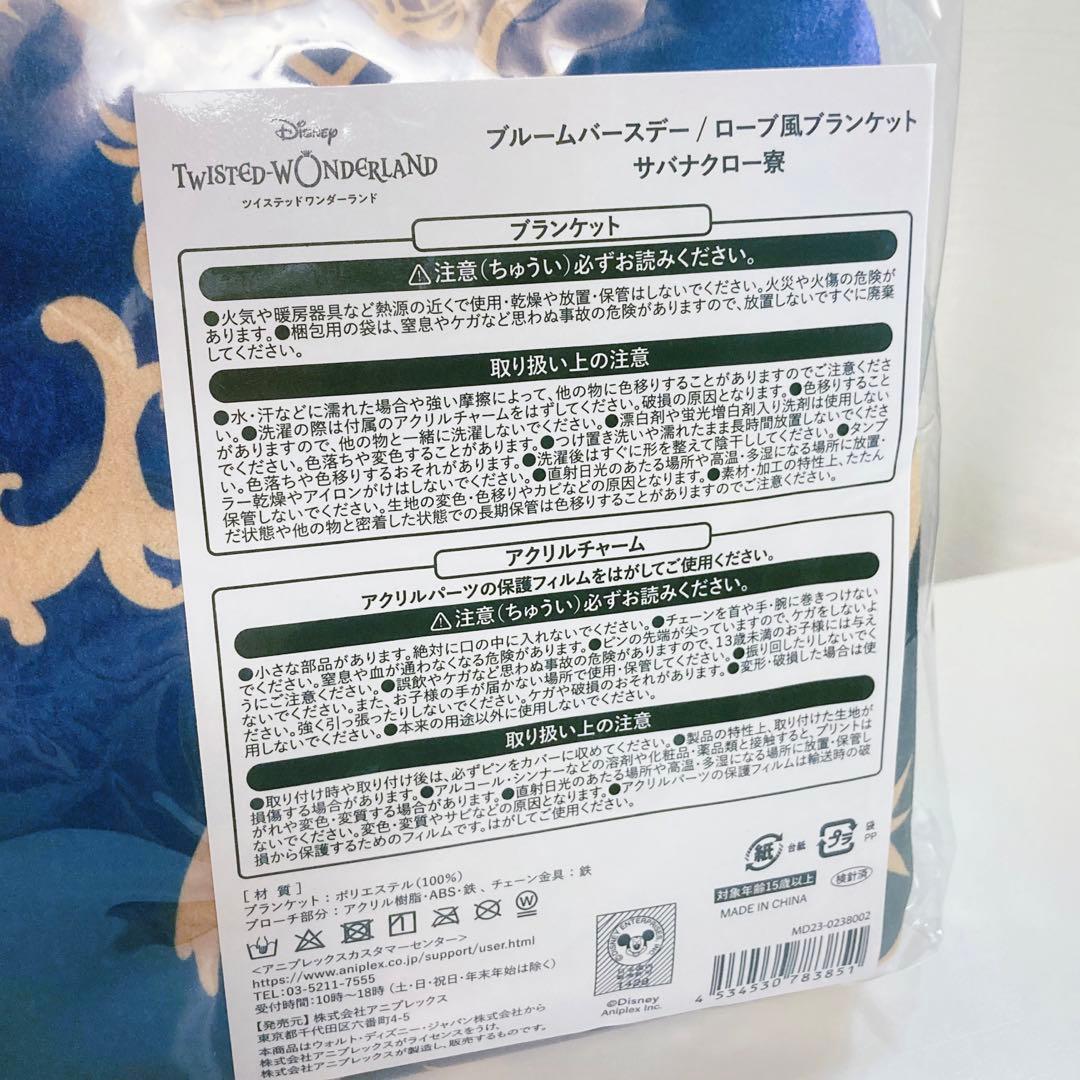 Disney
TWISTED-WONDERLAND
ツイステッドワンダーランド
ブルームバースデー / ローブ風ブランケット
サバナクロー寮
ブランケット
⚠注意(ちゅうい)必ずお読みください。
●火気や暖房器具など熱源の近くで使用・乾燥や放置・保管はしないでください。火災や火傷の危険が
あります。●梱包用の袋は、窒息やケガなど思わぬ事故の危険がありますので、放置しないですぐに廃棄
してください。
取り扱い上の注意
●水・汗などに濡れた場合や強い摩擦によって、他の物に色移りすることがありますのでご注意くださ
い。●洗濯の際は付属のアクリルチャームをはずしてください。破損の原因となります。●色移りすること
がありますので、他の物と一緒に洗濯しないでください。●漂白剤や蛍光増白剤入り洗剤は使用しない
でください。色落ちや変色することがあります。●つけ置き洗いや濡れたまま長時間放置しないでください。
色落ちや色移りするおそれがあります。●洗濯後はすぐに形を整えて陰干ししてください。●タンブ
ラー乾燥やアイロンがけはしないでください。●直射日光のあたる場所や高温・多湿になる場所に放置・
保管しないでください。生地の変色・色移りやカビなどの原因となります。●素材・加工の特性上、たたん
だ状態や他の物と密着した状態での長期保管は色移りすることがありますのでご注意ください。
アクリルチャーム
アクリルパーツの保護フィルムをはがしてご使用ください。
⚠注意(ちゅうい)必ずお読みください。
●小さな部品があります。絶対に口の中に入れないでください。●チェーンを首や手・腕に巻きつけない
でください。窒息や血が通わなくなる危険があります。●ピンの先端が尖っていますので、ケガをしないよ
うにご注意ください。●誤飲やケガなど思わぬ事故の危険がありますので、13歳未満のお子様には与え
ないでください。また、お子様の手が届かない場所で使用・保管してください。●振り回したりしないでく
ださい。強く引っ張ったりしないでください。ケガや破損のおそれがあります。●変形・破損した場合は使
用しないでください。●本来の用途以外に使用しないでください。
取り扱い上の注意
●取り付け時や取り付け後は、必ずピンをカバーに収めてください。●製品の特性上、取り付けた生地が
損傷する場合があります。●アルコール・シンナーなどの溶剤や化粧品・薬品類と接触すると、プリントは
がれや変色・変質する場合があります。●直射日光のあたる場所や高温・多湿になる場所に放置・保管し
ないでください。変色・変質やサビなどの原因となります。●アクリルパーツの保護フィルムは輸送時の破
損から保護するためのフィルムです。はがしてご使用ください。
[材質]
ブランケット：ポリエステル(100%)
ブローチ部分：アクリル樹脂・ABS・鉄 、チェーン金具：鉄
W
紙 台紙
プラ 袋 PP
対象年齢15歳以上
検針済
MADE IN CHINA
MD23-0238002
<アニプレックスカスタマーセンター>
https://www.aniplex.co.jp/support/user.html
TEL：03-5211-7555
受付時間：10時～18時（土・日・祝日・年末年始は除く）
【発売元】株式会社アニプレックス
東京都千代田区六番町4-5
本商品はウォルト・ディズニー・ジャパン株式会社から
株式会社アニプレックスがライセンスをうけ、
株式会社アニプレックスが製造し、販売するものです。
©DISNEY ENTERPRISES, INC.
©Disney
Aniplex Inc.
4 534530 783851